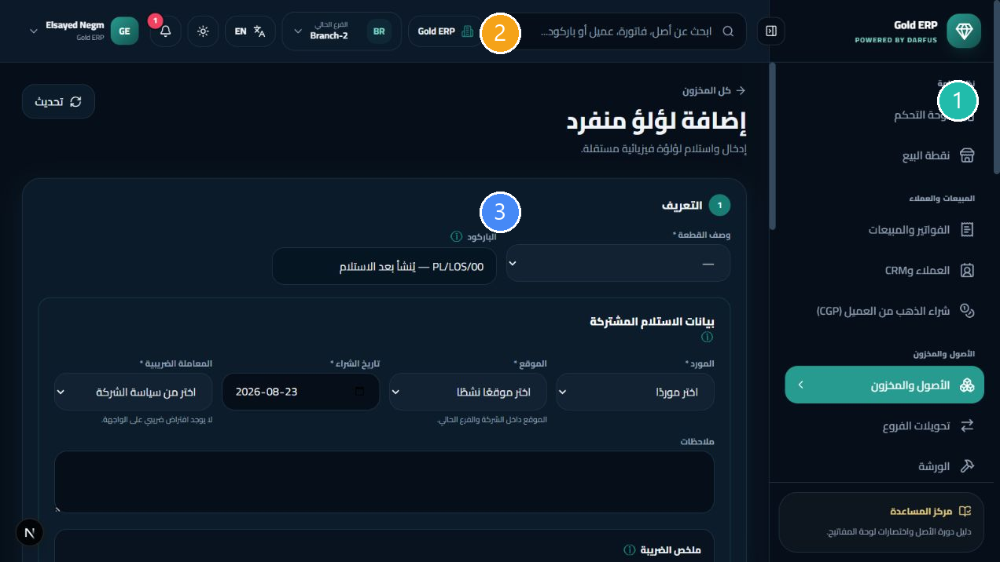 Gold ERP
POWERED BY DARFUS
ابحث عن أصل، فاتورة، عميل أو باركود...
2
Gold ERP
BR
الفرع الحالي
Branch-2
EN
1
GE
Elsayed Negm
Gold ERP
1
لوحة التحكم
نقطة البيع
المبيعات والعملاء
الفواتير والمبيعات
العملاء وCRM
شراء الذهب من العميل (CGP)
الأصول والمخزون
الأصول والمخزون
تحويلات الفروع
الورشة
مركز المساعدة
دليل دورة الأصل واختصارات لوحة المفاتيح.
كل المخزون
تحديث
إضافة لؤلؤ منفرد
إدخال واستلام لؤلؤة فيزيائية مستقلة.
1 التعريف
3
وصف القطعة *
الباركود
—
PL/LOS/00 — يُنشأ بعد الاستلام
بيانات الاستلام المشتركة
المورد *
الموقع *
تاريخ الشراء *
المعاملة الضريبية *
اختر موردًا
اختر موقعًا نشطًا
2026-08-23
اختر من سياسة الشركة
الموقع داخل الشركة والفرع الحالي.
لا يوجد افتراض ضريبي على الواجهة.
ملاحظات
ملخص الضريبة
N